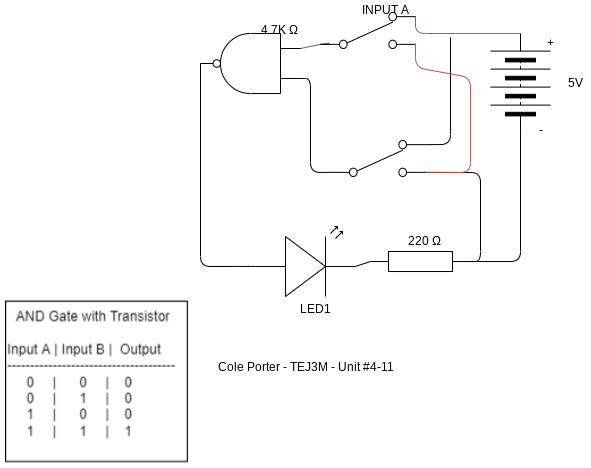 INPUT A
4.7K Ω
+
5V
-
220 Ω
LED1
AND Gate with Transistor
Input A | Input B | Output
-----------------------------------------
0 | 0 | 0
0 | 1 | 0
1 | 0 | 0
1 | 1 | 1
Cole Porter - TEJ3M - Unit #4-11